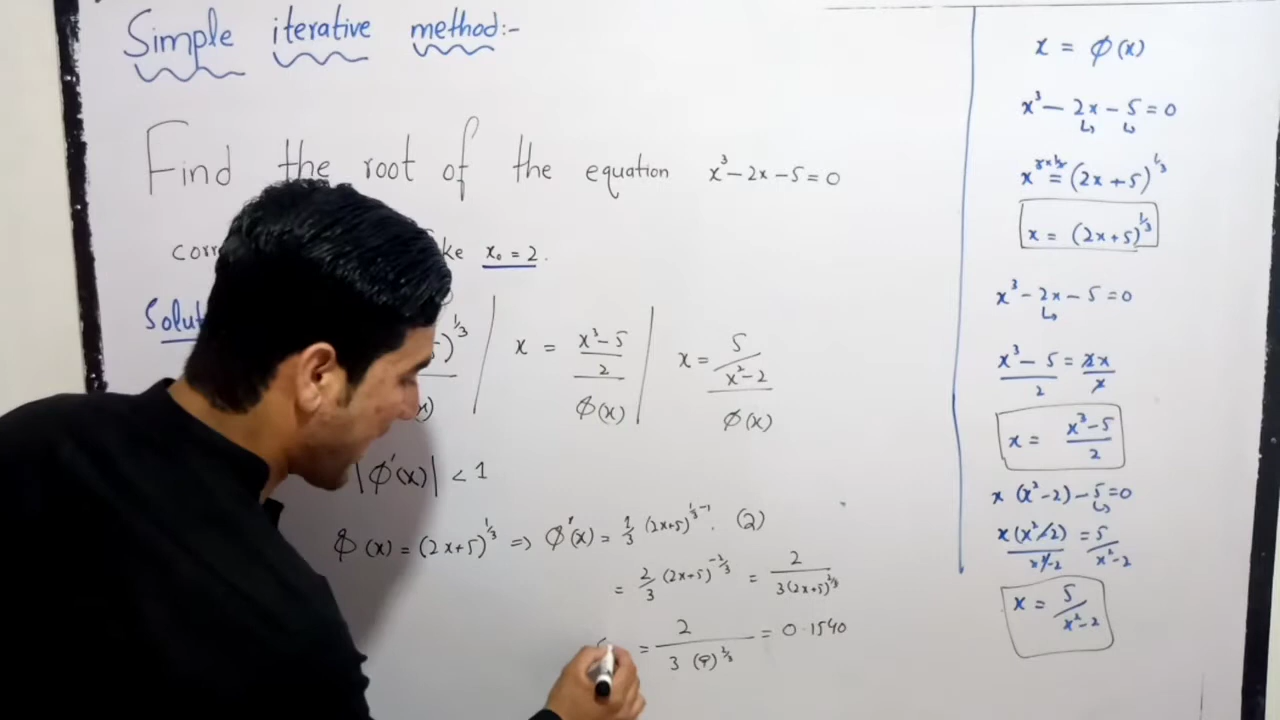 Simple iterative method:-
Find the root of the equation x³ - 2x - 5 = 0
x₀ = 2.
x = (x³-5)/2
ϕ(x)
x = 5/(x²-2)
ϕ(x)
|ϕ'(x)| < 1
ϕ(x) = (2x+5)^1/3 => ϕ'(x) = 1/3 (2x+5)^1/3-1 . (2)
= 2/3 (2x+5)^-2/3 = 2/(3(2x+5)^2/3)
= 2/(3 (9)^2/3) = 0.1540
x = ϕ(x)
x³ - 2x - 5 = 0
x^3×1/3 = (2x+5)^1/3
x = (2x+5)^1/3
x³ - 2x - 5 = 0
(x³ - 5)/2 = 2x/2
x = (x³-5)/2
x (x²-2) - 5 = 0
x(x²-2)/(x²-2) = 5/(x²-2)
x = 5/(x²-2)